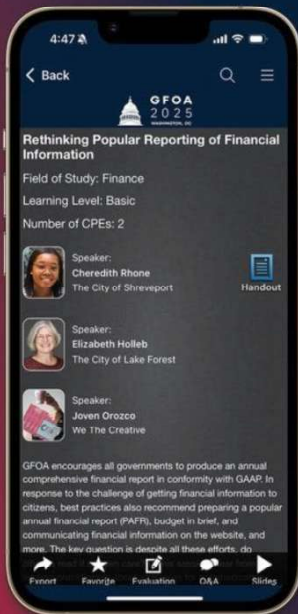 4:47
Back
GFOA
2025
WASHINGTON, DC
Rethinking Popular Reporting of Financial
Information
Field of Study: Finance
Learning Level: Basic
Number of CPEs: 2
Speaker:
Cheredith Rhone
The City of Shreveport
Handout
Speaker:
Elizabeth Holleb
The City of Lake Forest
Speaker:
Joven Orozco
We The Creative
GFOA encourages all governments to produce an annual
comprehensive financial report in conformity with GAAP. In
response to the challenge of getting financial information to
citizens, best practices also recommend preparing a popular
annual financial report (PAFR), budget in brief, and
communicating financial information on the website, and
more. The key question is despite all these efforts, do
Export
Favorite
Evaluation
Q&A
Slides